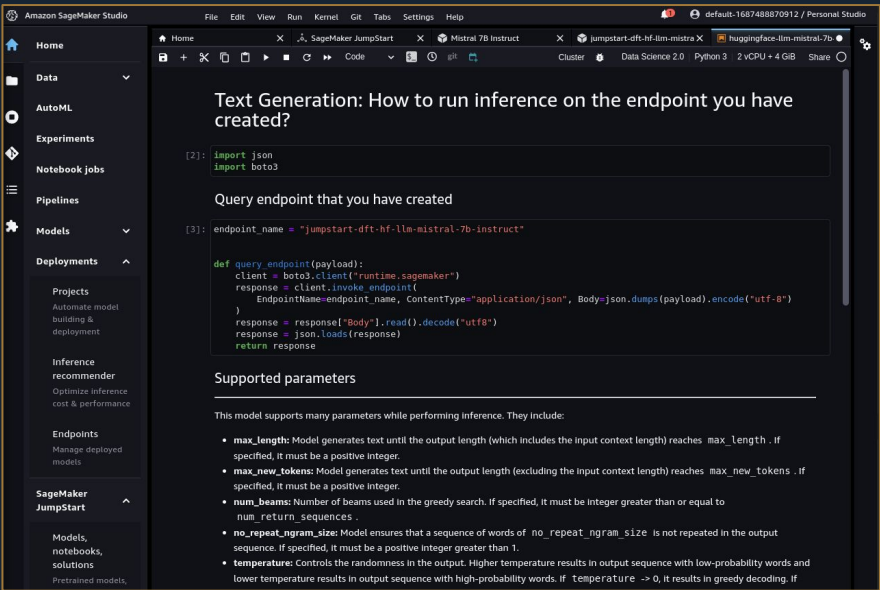 Amazon SageMaker Studio
File Edit View Run Kernel Git Tabs Settings Help
default-1687488870912 / Personal Studio
Home
Data
AutoML
Experiments
Notebook jobs
Pipelines
Models
Deployments
Projects
Automate model
building &
deployment
Inference
recommender
Optimize inference
cost & performance
Endpoints
Manage deployed
models
SageMaker
JumpStart
Models,
notebooks,
solutions
Pretrained models,
Home SageMaker JumpStart Mistral 7B Instruct jumpstart-dft-hf-llm-mistra huggingface-llm-mistral-7b-
Code git Cluster Data Science 2.0 Python 3 2 vCPU + 4 GiB Share
Text Generation: How to run inference on the endpoint you have
created?
[2]: import json
import boto3
Query endpoint that you have created
[3]: endpoint_name = "jumpstart-dft-hf-llm-mistral-7b-instruct"
def query_endpoint(payload):
client = boto3.client("runtime.sagemaker")
response = client.invoke_endpoint(
EndpointName=endpoint_name, ContentType="application/json", Body=json.dumps(payload).encode("utf-8")
)
response = response["Body"].read().decode("utf8")
response = json.loads(response)
return response
Supported parameters
This model supports many parameters while performing inference. They include:
• max_length: Model generates text until the output length (which includes the input context length) reaches max_length . If
specified, it must be a positive integer.
• max_new_tokens: Model generates text until the output length (excluding the input context length) reaches max_new_tokens . If
specified, it must be a positive integer.
• num_beams: Number of beams used in the greedy search. If specified, it must be integer greater than or equal to
num_return_sequences .
• no_repeat_ngram_size: Model ensures that a sequence of words of no_repeat_ngram_size is not repeated in the output
sequence. If specified, it must be a positive integer greater than 1.
• temperature: Controls the randomness in the output. Higher temperature results in output sequence with low-probability words and
lower temperature results in output sequence with high-probability words. If temperature -> 0, it results in greedy decoding. If